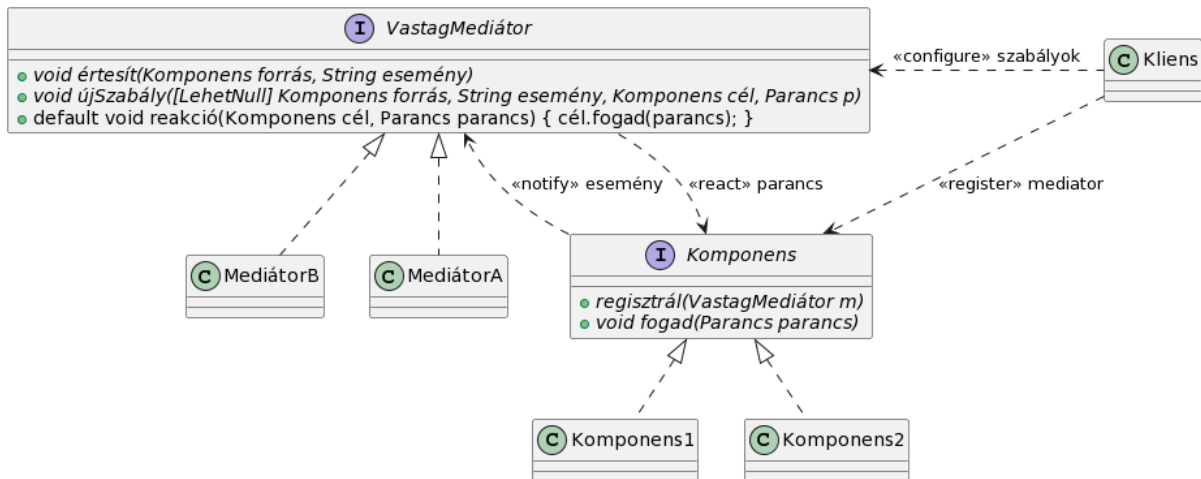 I VastagMediátor
void értesít(Komponens forrás, String esemény)
void újSzabály([LehetNull] Komponens forrás, String esemény, Komponens cél, Parancs p)
default void reakció(Komponens cél, Parancs parancs) { cél.fogad(parancs); }
«configure» szabályok
C Kliens
«notify» esemény
«react» parancs
«register» mediator
C MediátorB
C MediátorA
I Komponens
regisztrál(VastagMediátor m)
void fogad(Parancs parancs)
C Komponens1
C Komponens2